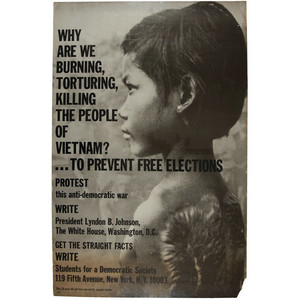 WHY
ARE WE
BURNING,
TORTURING,
KILLING
THE PEOPLE
OF
VIETNAM?
...TO PREVENT FREE ELECTIONS
PROTEST
this anti-democratic war
WRITE
President Lyndon B. Johnson,
The White House, Washington, D.C.
GET THE STRAIGHT FACTS
WRITE
Students for a Democratic Society
119 Fifth Avenue, New York, N.Y. 10003